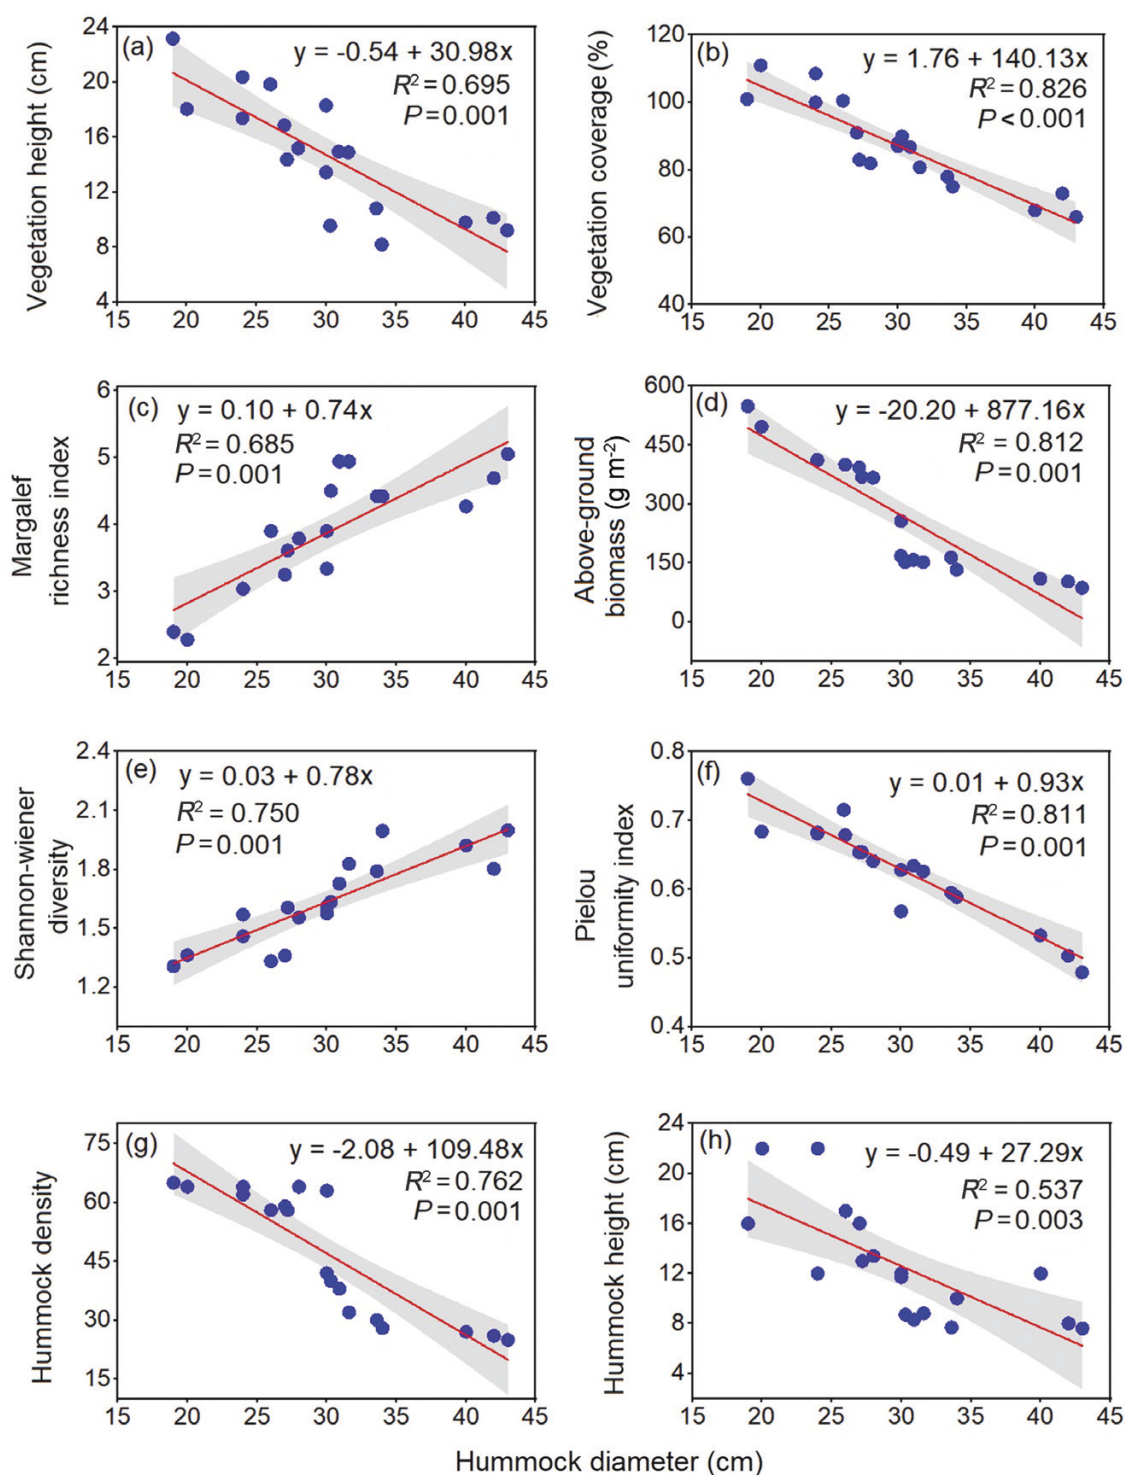 (a)
y = -0.54 + 30.98x
R² = 0.695
P = 0.001
Vegetation height (cm)
24
20
16
12
8
4
15 20 25 30 35 40 45
(b)
y = 1.76 + 140.13x
R² = 0.826
P < 0.001
Vegetation coverage (%)
120
100
80
60
40
15 20 25 30 35 40 45
(c)
y = 0.10 + 0.74x
R² = 0.685
P = 0.001
Margalef
richness index
6
5
4
3
2
15 20 25 30 35 40 45
(d)
y = -20.20 + 877.16x
R² = 0.812
P = 0.001
Above-ground
biomass (g m⁻²)
600
450
300
150
0
15 20 25 30 35 40 45
(e)
y = 0.03 + 0.78x
R² = 0.750
P = 0.001
Shannon-wiener
diversity
2.4
2.1
1.8
1.5
1.2
15 20 25 30 35 40 45
(f)
y = 0.01 + 0.93x
R² = 0.811
P = 0.001
Pielou
uniformity index
0.8
0.7
0.6
0.5
0.4
15 20 25 30 35 40 45
(g)
y = -2.08 + 109.48x
R² = 0.762
P = 0.001
Hummock density
75
60
45
30
15
15 20 25 30 35 40 45
(h)
y = -0.49 + 27.29x
R² = 0.537
P = 0.003
Hummock height (cm)
24
20
16
12
8
4
15 20 25 30 35 40 45
Hummock diameter (cm)